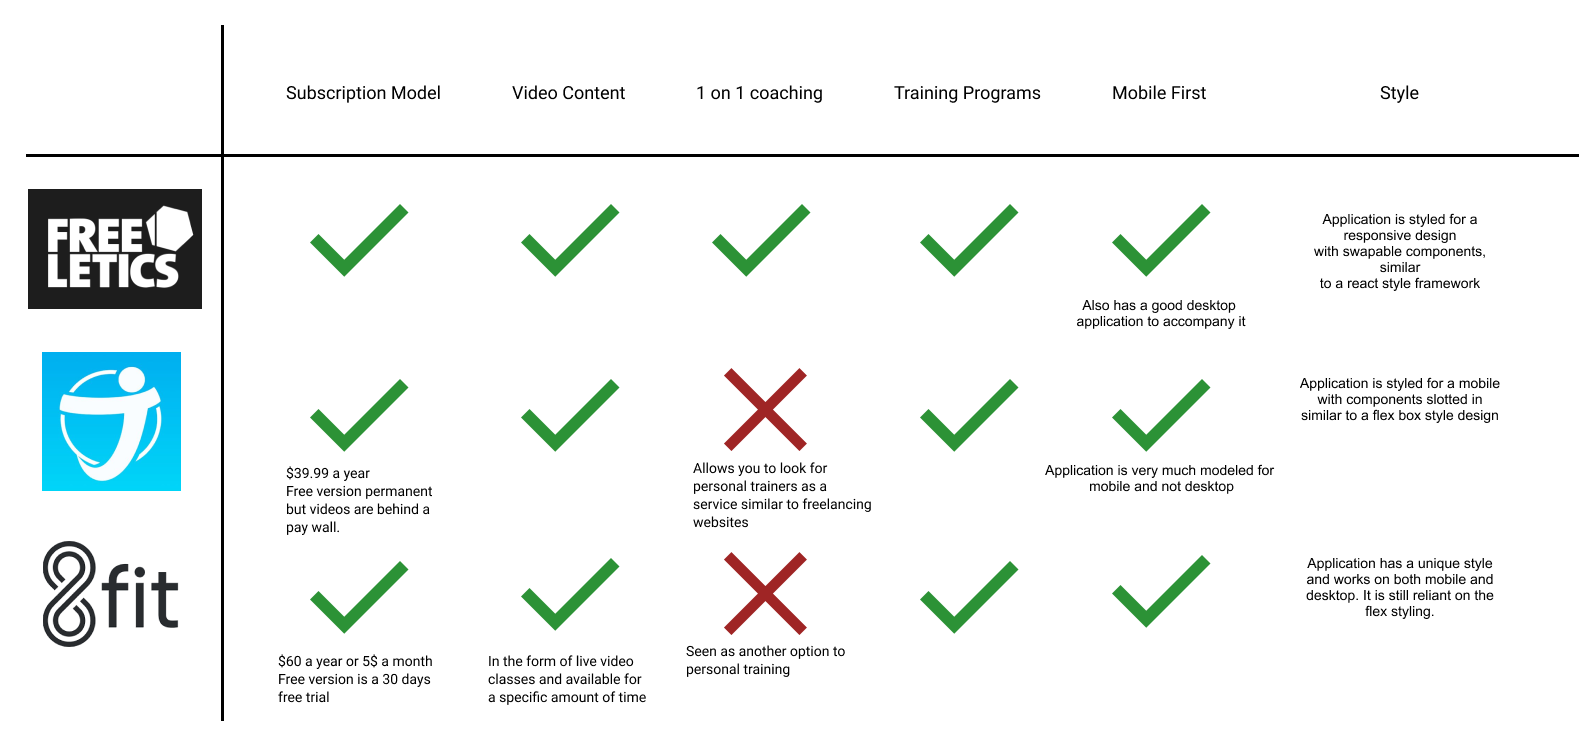 Subscription Model
Video Content
1 on 1 coaching
Training Programs
Mobile First
Style
FREE
LETICS
Application is styled for a
responsive design
with swapable components,
similar
to a react style framework
Also has a good desktop
application to accompany it
$39.99 a year
Free version permanent
but videos are behind a
pay wall.
Allows you to look for
personal trainers as a
service similar to freelancing
websites
Application is very much modeled for
mobile and not desktop
Application is styled for a mobile
with components slotted in
similar to a flex box style design
8fit
$60 a year or 5$ a month
Free version is a 30 days
free trial
In the form of live video
classes and available for
a specific amount of time
Seen as another option to
personal training
Application has a unique style
and works on both mobile and
desktop. It is still reliant on the
flex styling.